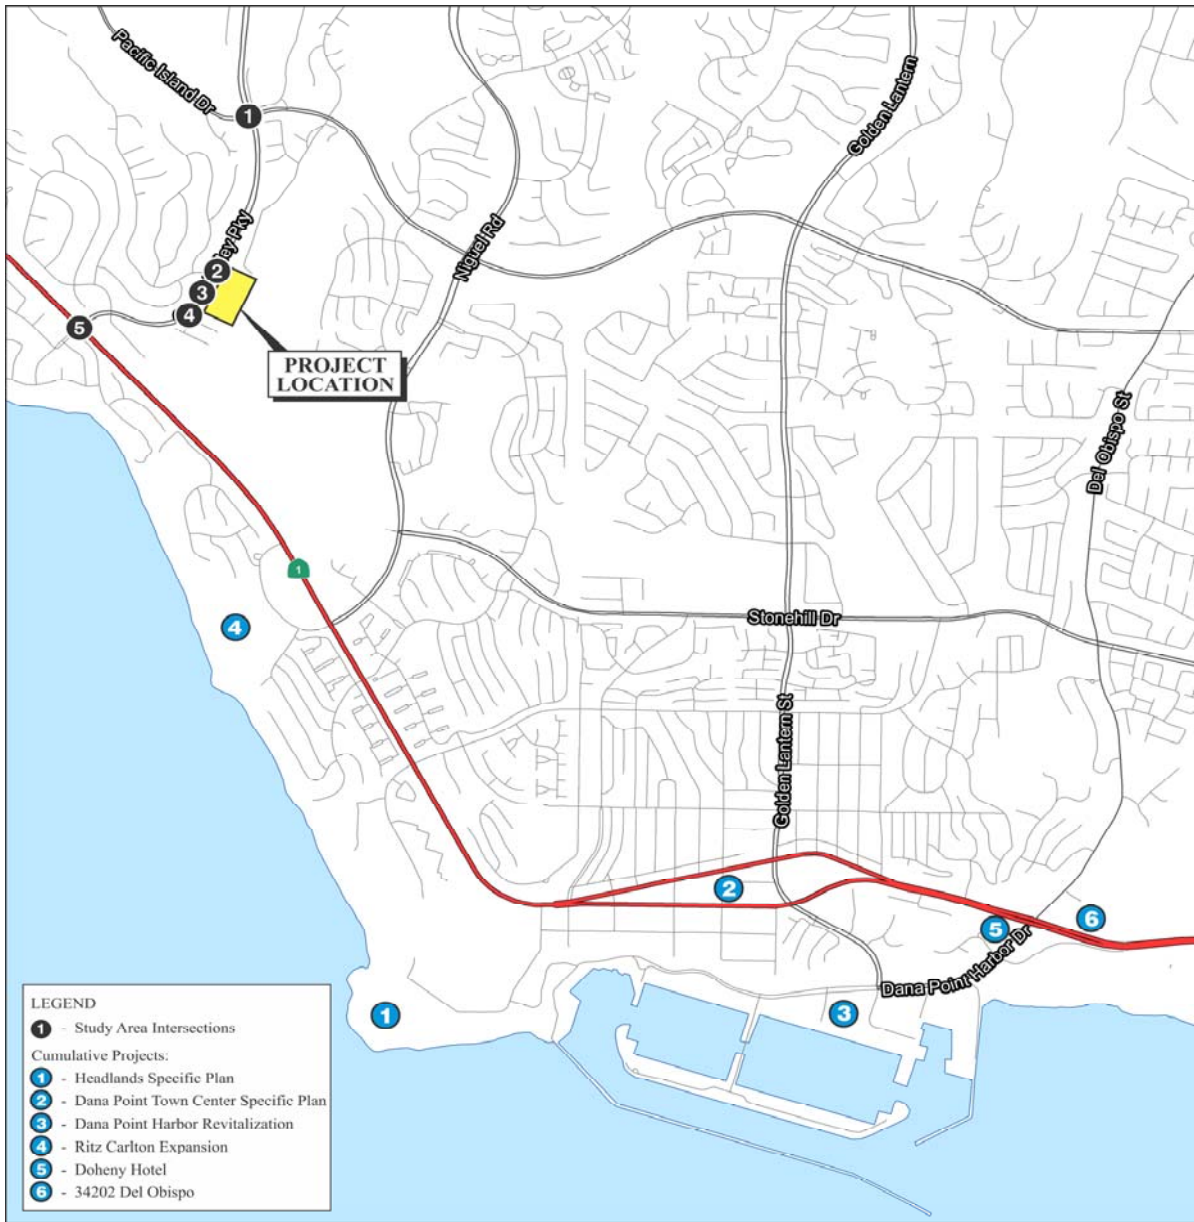 Pacific Island Dr
1
Golden Lantern
ey Pky
Niguel Rd
2
3
4
5
PROJECT
LOCATION
Del Obispo St
1
4
Stonehill Dr
Golden Lantern St
2
6
5
Dana Point Harbor Dr
1
3
LEGEND
1 - Study Area Intersections
Cumulative Projects:
1 - Headlands Specific Plan
2 - Dana Point Town Center Specific Plan
3 - Dana Point Harbor Revitalization
4 - Ritz Carlton Expansion
5 - Doheny Hotel
6 - 34202 Del Obispo